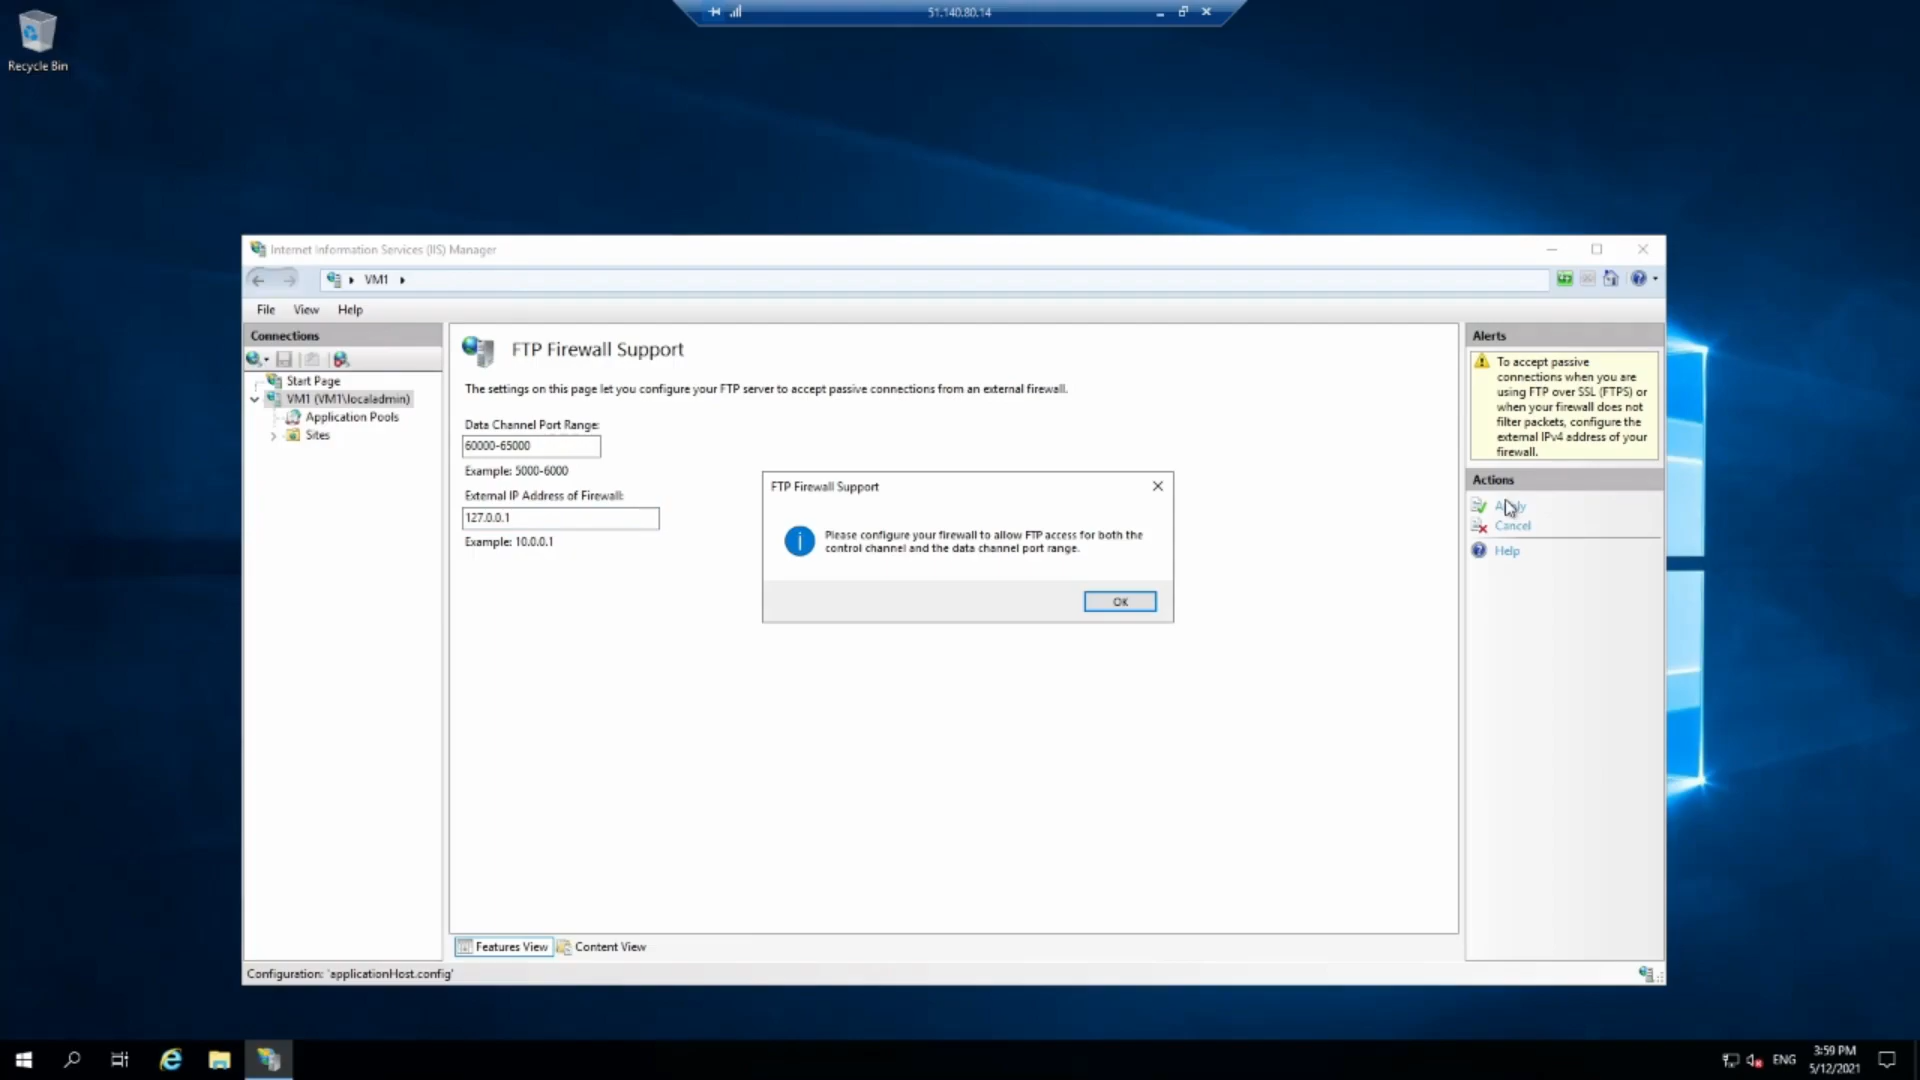 51.140.80.14
Recycle Bin
Internet Information Services (IIS) Manager
VM1
File View Help
Connections
Start Page
VM1 (VM1\localadmin)
Application Pools
Sites
FTP Firewall Support
The settings on this page let you configure your FTP server to accept passive connections from an external firewall.
Data Channel Port Range:
60000-65000
Example: 5000-6000
External IP Address of Firewall:
127.0.0.1
Example: 10.0.0.1
FTP Firewall Support
Please configure your firewall to allow FTP access for both the
control channel and the data channel port range.
OK
Alerts
To accept passive
connections when you are
using FTP over SSL (FTPS) or
when your firewall does not
filter packets, configure the
external IPv4 address of your
firewall.
Actions
Apply
Cancel
Help
Features View Content View
Configuration: 'applicationHost.config'
ENG
3:59 PM
5/12/2021